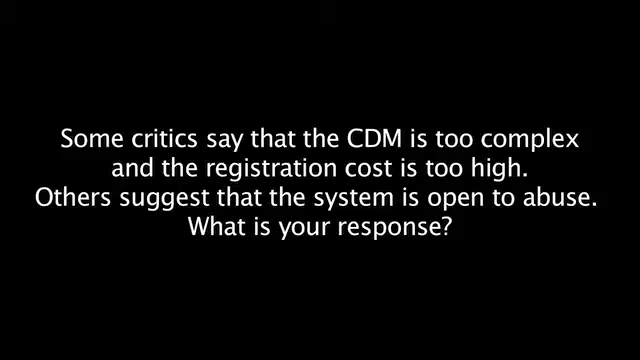 Some critics say that the CDM is too complex
and the registration cost is too high.
Others suggest that the system is open to abuse.
What is your response?